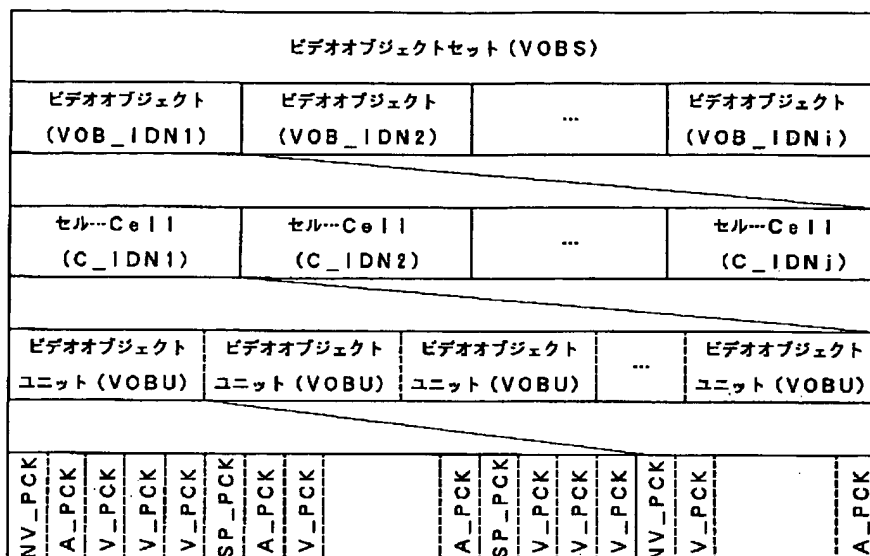 ビデオオブジェクトセット(VOBS)
ビデオオブジェクト ビデオオブジェクト … ビデオオブジェクト
(VOB_IDN1) (VOB_IDN2) (VOB_IDNi)
セル…Cell セル…Cell … セル…Cell
(C_IDN1) (C_IDN2) (C_IDNj)
ビデオオブジェクト ビデオオブジェクト ビデオオブジェクト … ビデオオブジェクト
ユニット(VOBU) ユニット(VOBU) ユニット(VOBU) ユニット(VOBU)
NV_PCK
A_PCK
V_PCK
V_PCK
V_PCK
SP_PCK
A_PCK
V_PCK
A_PCK
SP_PCK
V_PCK
V_PCK
V_PCK
NV_PCK
V_PCK
A_PCK